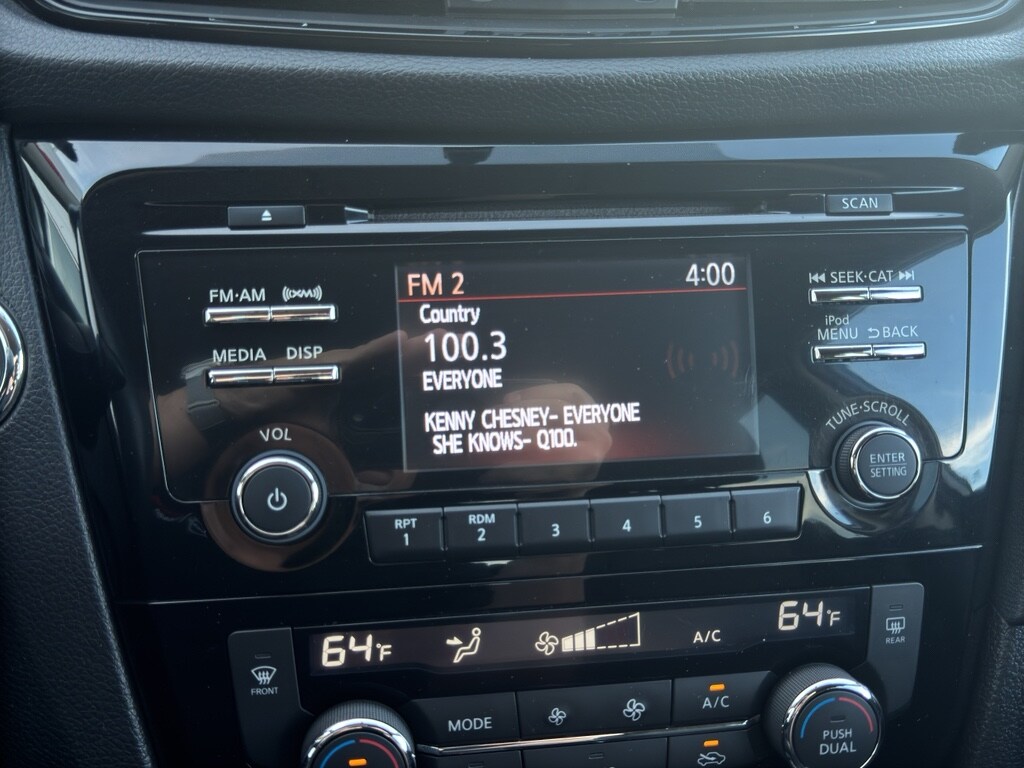 SCAN
FM·AM ((XM))
SEEK·CAT
MEDIA DISP
iPod
MENU BACK
FM 2 4:00
Country
100.3
EVERYONE
KENNY CHESNEY- EVERYONE
SHE KNOWS- Q100.
VOL
TUNE·SCROLL
ENTER
SETTING
RPT
1
RDM
2
3
4
5
6
64°F A/C 64°F
FRONT
REAR
MODE
A/C
PUSH
DUAL